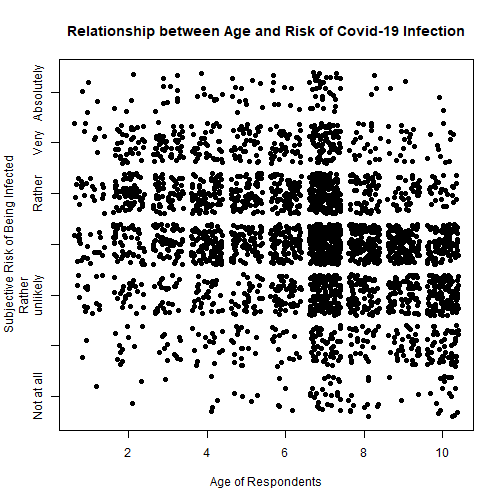 Relationship between Age and Risk of Covid-19 Infection
Subjective Risk of Being Infected
Absolutely
Very
Rather
Rather
unlikely
Not at all
2
4
6
8
10
Age of Respondents